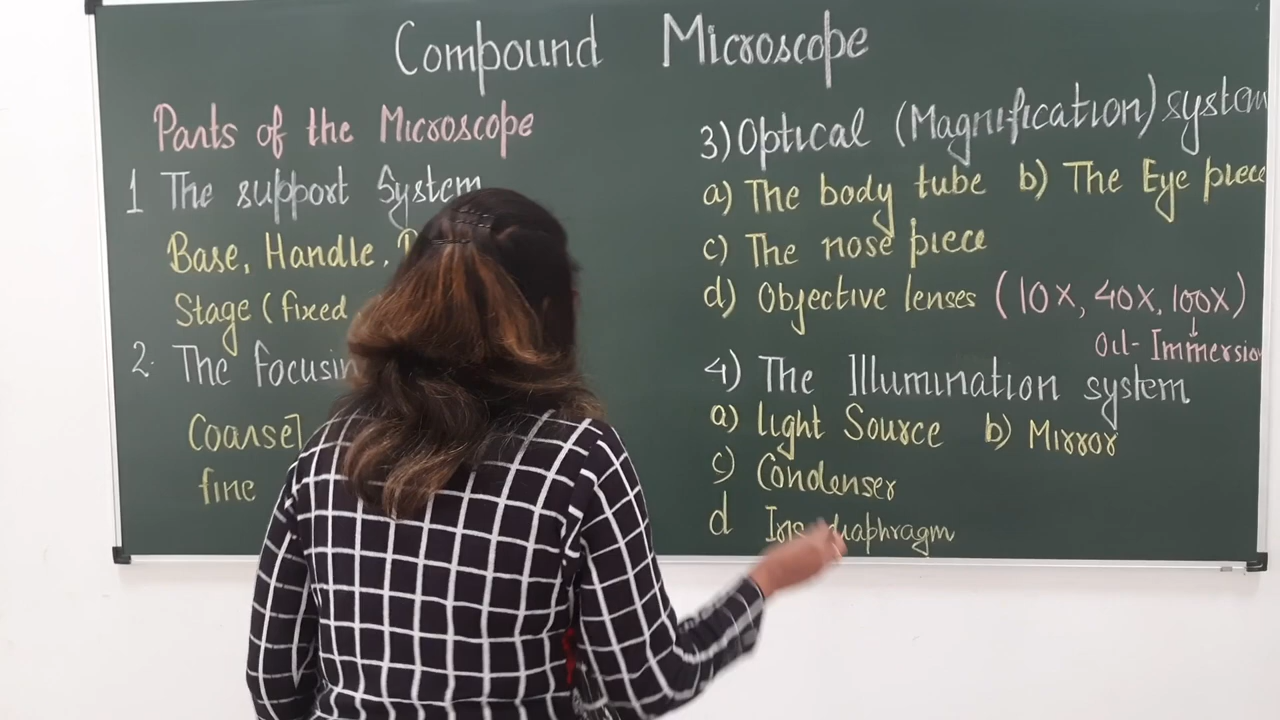 Compound Microscope
Parts of the Microscope
1 The support System
Base, Handle,
Stage (fixed
2. The focusin
Coarse]
fine
3) Optical (Magnification) system
a) The body tube b) The Eye piece
c) The nose piece
d) Objective lenses (10X, 40X, 100X)
↓
Oil-Immersion
4) The Illumination system
a) light Source b) Mirror
c) Condenser
d Iris diaphragm